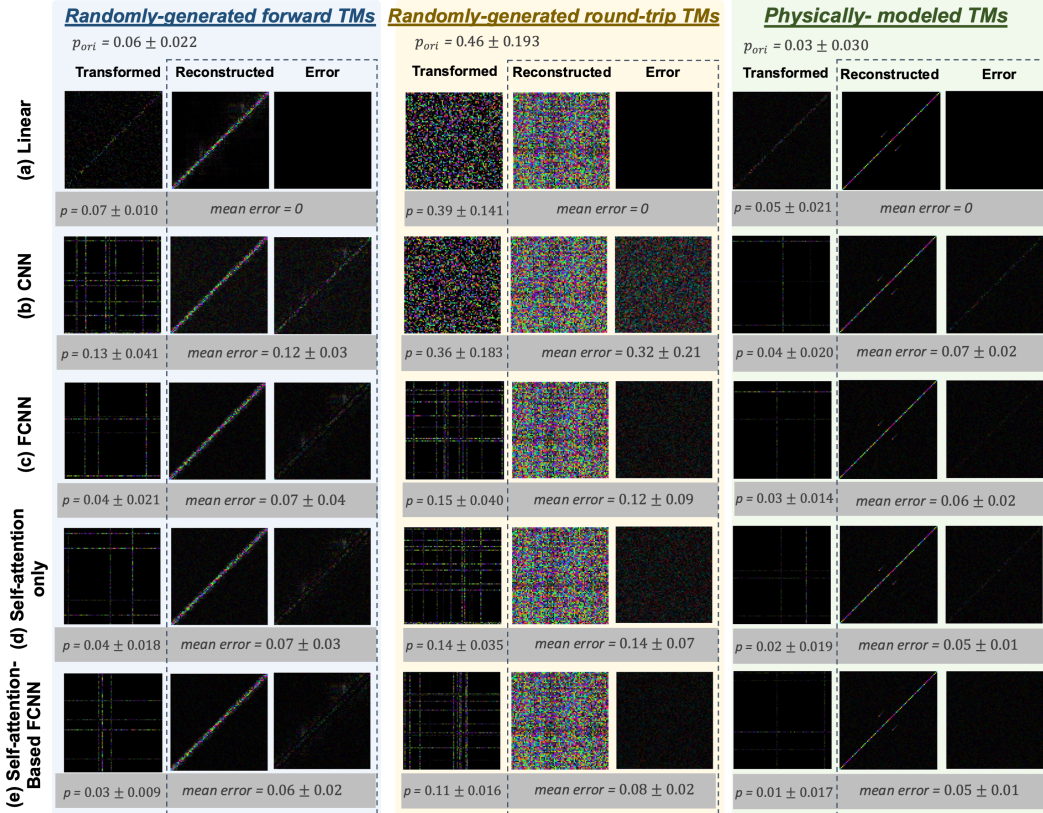 Randomly-generated forward TMs
Randomly-generated round-trip TMs
Physically- modeled TMs
p_ori = 0.06 ± 0.022
p_ori = 0.46 ± 0.193
p_ori = 0.03 ± 0.030
Transformed Reconstructed Error
Transformed Reconstructed Error
Transformed Reconstructed Error
(a) Linear
p = 0.07 ± 0.010 mean error = 0
p = 0.39 ± 0.141 mean error = 0
p = 0.05 ± 0.021 mean error = 0
(b) CNN
p = 0.13 ± 0.041 mean error = 0.12 ± 0.03
p = 0.36 ± 0.183 mean error = 0.32 ± 0.21
p = 0.04 ± 0.020 mean error = 0.07 ± 0.02
(c) FCNN
p = 0.04 ± 0.021 mean error = 0.07 ± 0.04
p = 0.15 ± 0.040 mean error = 0.12 ± 0.09
p = 0.03 ± 0.014 mean error = 0.06 ± 0.02
(d) Self-attention
only
p = 0.04 ± 0.018 mean error = 0.07 ± 0.03
p = 0.14 ± 0.035 mean error = 0.14 ± 0.07
p = 0.02 ± 0.019 mean error = 0.05 ± 0.01
(e) Self-attention-
Based FCNN
p = 0.03 ± 0.009 mean error = 0.06 ± 0.02
p = 0.11 ± 0.016 mean error = 0.08 ± 0.02
p = 0.01 ± 0.017 mean error = 0.05 ± 0.01